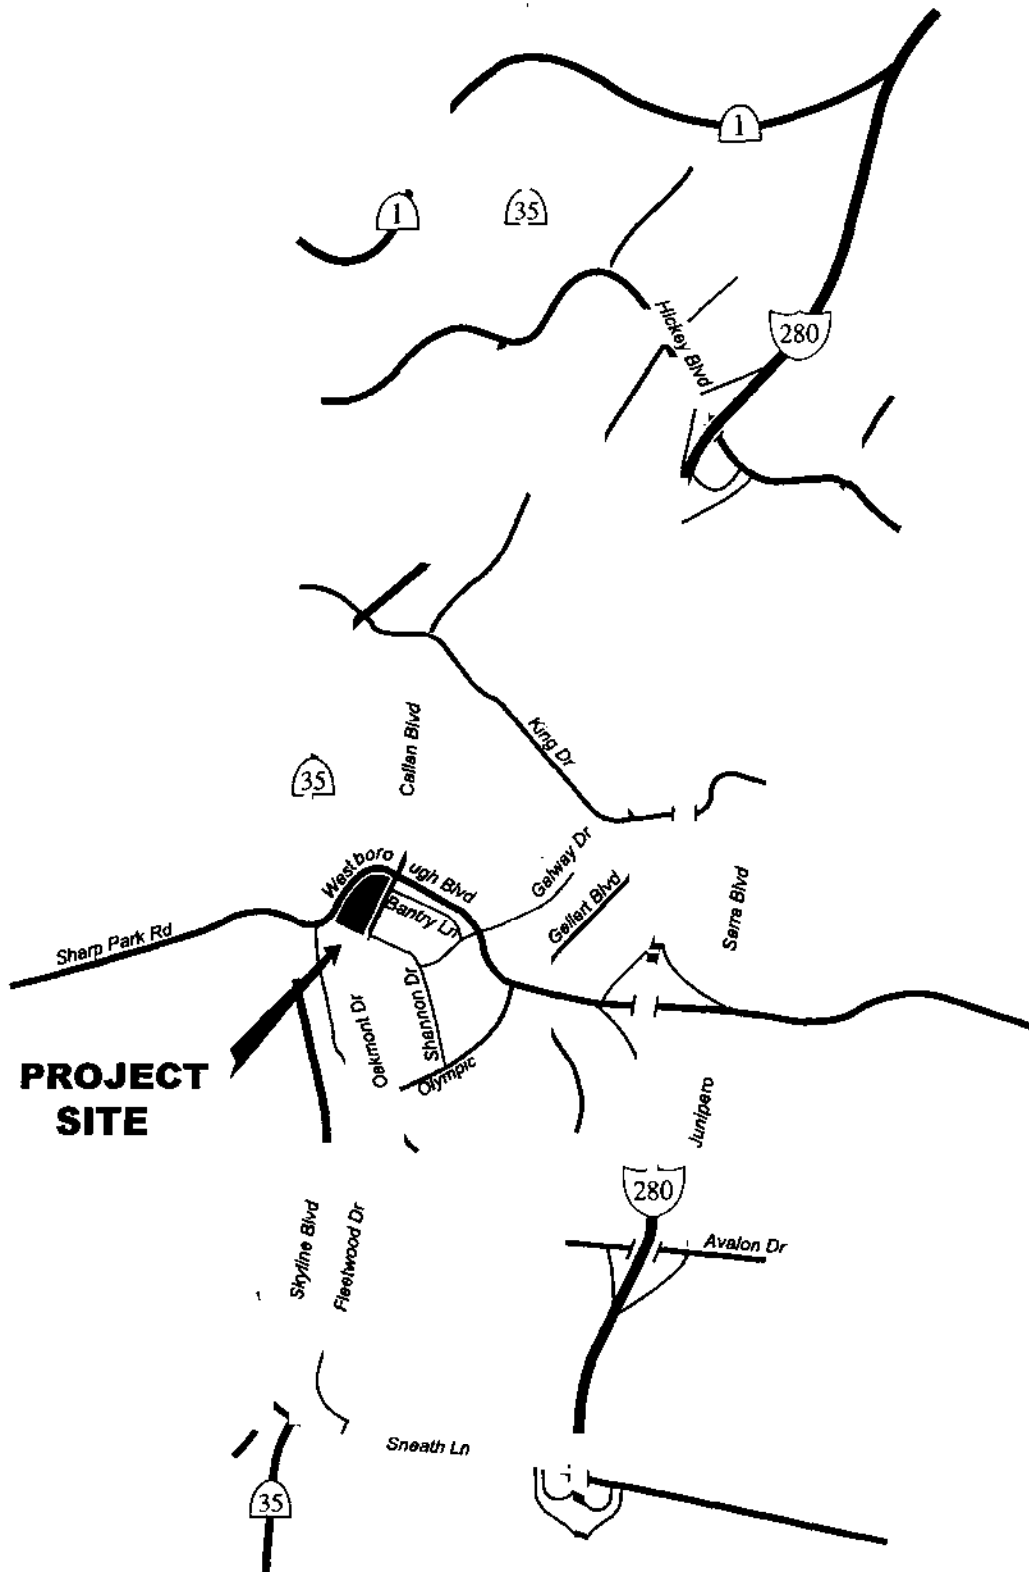 1
1
35
Hickey Blvd
280
King Dr
Callan Blvd
35
Westboro
ugh Blvd
Galway Dr
Gellert Blvd
Serra Blvd
Bantry Ln
Sharp Park Rd
Shannon Dr
Oakmont Dr
Olympic
PROJECT
SITE
Junipero
280
Skyline Blvd
Fleetwood Dr
Avalon Dr
Sneath Ln
35